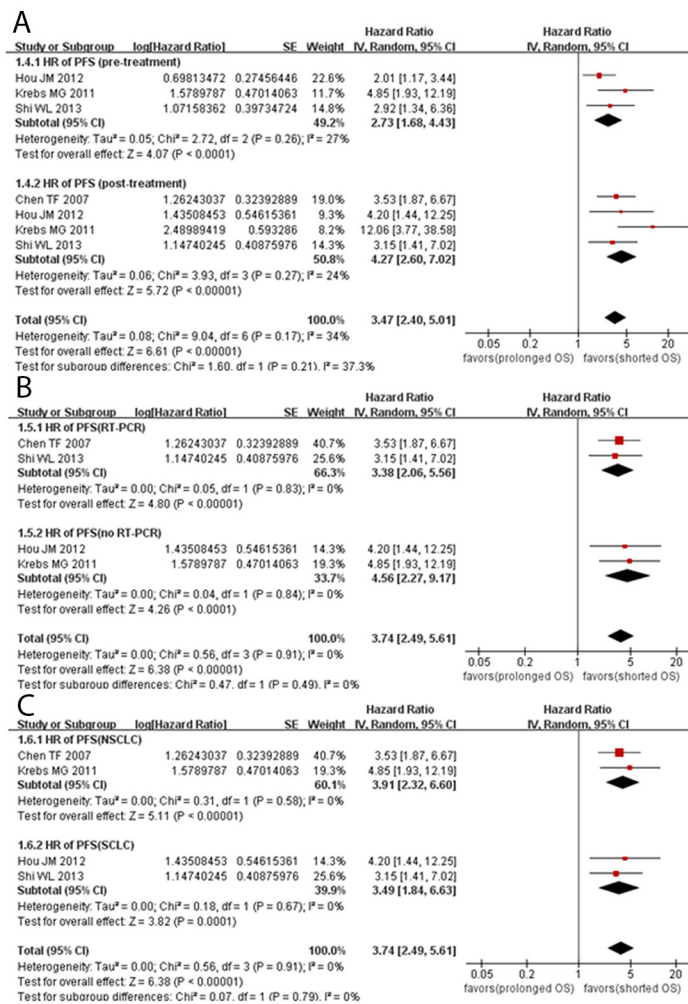 A
Hazard Ratio Hazard Ratio
Study or Subgroup log[Hazard Ratio] SE Weight IV, Random, 95% CI IV, Random, 95% CI
1.4.1 HR of PFS (pre-treatment)
Hou JM 2012 0.69813472 0.27456446 22.6% 2.01 [1.17, 3.44]
Krebs MG 2011 1.5789787 0.47014063 11.7% 4.85 [1.93, 12.19]
Shi WL 2013 1.07158362 0.39734724 14.8% 2.92 [1.34, 6.36]
Subtotal (95% CI) 49.2% 2.73 [1.68, 4.43]
Heterogeneity: Tau² = 0.05; Chi² = 2.72, df = 2 (P = 0.26); I² = 27%
Test for overall effect: Z = 4.07 (P < 0.0001)
1.4.2 HR of PFS (post-treatment)
Chen TF 2007 1.26243037 0.32392889 19.0% 3.53 [1.87, 6.67]
Hou JM 2012 1.43508453 0.54615361 9.3% 4.20 [1.44, 12.25]
Krebs MG 2011 2.48989419 0.593286 8.2% 12.06 [3.77, 38.58]
Shi WL 2013 1.14740245 0.40875976 14.3% 3.15 [1.41, 7.02]
Subtotal (95% CI) 50.8% 4.27 [2.60, 7.02]
Heterogeneity: Tau² = 0.06; Chi² = 3.93, df = 3 (P = 0.27); I² = 24%
Test for overall effect: Z = 5.72 (P < 0.00001)
Total (95% CI) 100.0% 3.47 [2.40, 5.01]
Heterogeneity: Tau² = 0.08; Chi² = 9.04, df = 6 (P = 0.17); I² = 34%
0.05 0.2 1 5 20
Test for overall effect: Z = 6.61 (P < 0.00001)
favors(prolonged OS) favors(shorted OS)
Test for subgroup differences: Chi² = 1.60, df = 1 (P = 0.21), I² = 37.3%
B
Hazard Ratio Hazard Ratio
Study or Subgroup log[Hazard Ratio] SE Weight IV, Random, 95% CI IV, Random, 95% CI
1.5.1 HR of PFS(RT-PCR)
Chen TF 2007 1.26243037 0.32392889 40.7% 3.53 [1.87, 6.67]
Shi WL 2013 1.14740245 0.40875976 25.6% 3.15 [1.41, 7.02]
Subtotal (95% CI) 66.3% 3.38 [2.06, 5.56]
Heterogeneity: Tau² = 0.00; Chi² = 0.05, df = 1 (P = 0.83); I² = 0%
Test for overall effect: Z = 4.80 (P < 0.00001)
1.5.2 HR of PFS(no RT-PCR)
Hou JM 2012 1.43508453 0.54615361 14.3% 4.20 [1.44, 12.25]
Krebs MG 2011 1.5789787 0.47014063 19.3% 4.85 [1.93, 12.19]
Subtotal (95% CI) 33.7% 4.56 [2.27, 9.17]
Heterogeneity: Tau² = 0.00; Chi² = 0.04, df = 1 (P = 0.84); I² = 0%
Test for overall effect: Z = 4.26 (P < 0.0001)
Total (95% CI) 100.0% 3.74 [2.49, 5.61]
Heterogeneity: Tau² = 0.00; Chi² = 0.56, df = 3 (P = 0.91); I² = 0%
0.05 0.2 1 5 20
Test for overall effect: Z = 6.38 (P < 0.00001)
favors(prolonged OS) favors(shorted OS)
Test for subgroup differences: Chi² = 0.47, df = 1 (P = 0.49), I² = 0%
C
Hazard Ratio Hazard Ratio
Study or Subgroup log[Hazard Ratio] SE Weight IV, Random, 95% CI IV, Random, 95% CI
1.6.1 HR of PFS(NSCLC)
Chen TF 2007 1.26243037 0.32392889 40.7% 3.53 [1.87, 6.67]
Krebs MG 2011 1.5789787 0.47014063 19.3% 4.85 [1.93, 12.19]
Subtotal (95% CI) 60.1% 3.91 [2.32, 6.60]
Heterogeneity: Tau² = 0.00; Chi² = 0.31, df = 1 (P = 0.58); I² = 0%
Test for overall effect: Z = 5.11 (P < 0.00001)
1.6.2 HR of PFS(SCLC)
Hou JM 2012 1.43508453 0.54615361 14.3% 4.20 [1.44, 12.25]
Shi WL 2013 1.14740245 0.40875976 25.6% 3.15 [1.41, 7.02]
Subtotal (95% CI) 39.9% 3.49 [1.84, 6.63]
Heterogeneity: Tau² = 0.00; Chi² = 0.18, df = 1 (P = 0.67); I² = 0%
Test for overall effect: Z = 3.82 (P = 0.0001)
Total (95% CI) 100.0% 3.74 [2.49, 5.61]
Heterogeneity: Tau² = 0.00; Chi² = 0.56, df = 3 (P = 0.91); I² = 0%
0.05 0.2 1 5 20
Test for overall effect: Z = 6.38 (P < 0.00001)
favors(prolonged OS) favors(shorted OS)
Test for subgroup differences: Chi² = 0.07, df = 1 (P = 0.79), I² = 0%